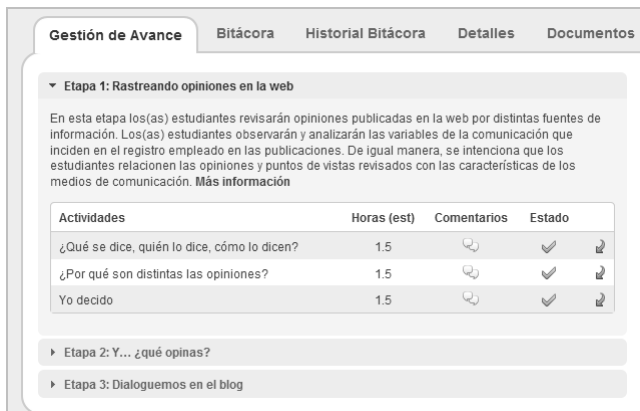 Gestión de Avance Bitácora Historial Bitácora Detalles Documentos
Etapa 1: Rastreando opiniones en la web
En esta etapa los(as) estudiantes revisarán opiniones publicadas en la web por distintas fuentes de
información. Los(as) estudiantes observarán y analizarán las variables de la comunicación que
inciden en el registro empleado en las publicaciones. De igual manera, se intenciona que los
estudiantes relacionen las opiniones y puntos de vistas revisados con las características de los
medios de comunicación. Más información
Actividades Horas (est) Comentarios Estado
¿Qué se dice, quién lo dice, cómo lo dicen? 1.5
¿Por qué son distintas las opiniones? 1.5
Yo decido 1.5
Etapa 2: Y... ¿qué opinas?
Etapa 3: Dialoguemos en el blog